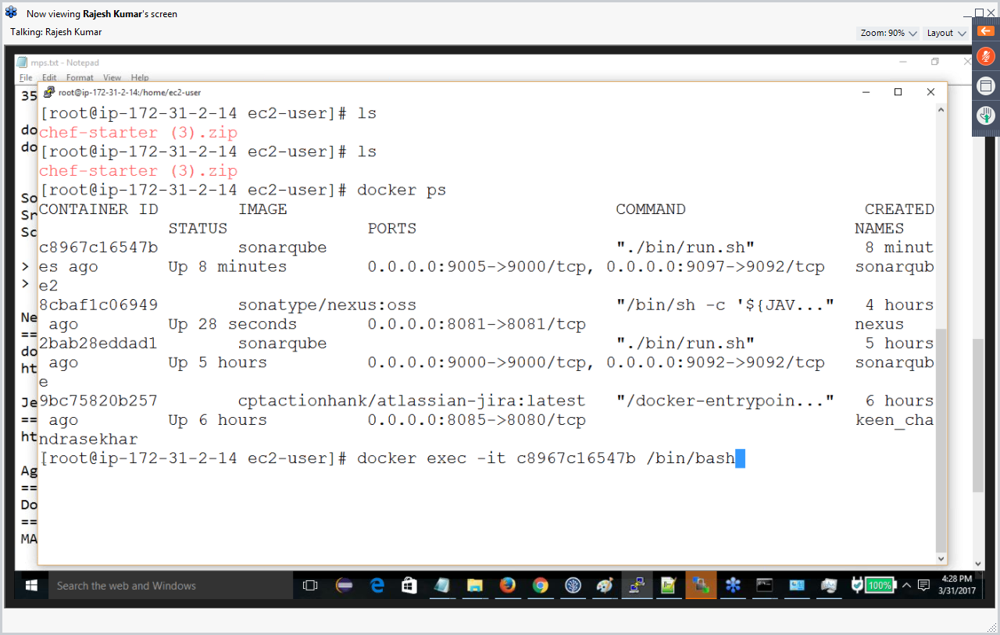 Now viewing Rajesh Kumar's screen
Talking: Rajesh Kumar
Zoom: 90% Layout
mps.txt - Notepad
File Edit Format View Help
35
do
do
So
Sr
Sc
>
>
Ne
==
do
ht
Je
==
ht
Ag
==
Do
==
MA
root@ip-172-31-2-14:/home/ec2-user
[root@ip-172-31-2-14 ec2-user]# ls
chef-starter (3).zip
[root@ip-172-31-2-14 ec2-user]# ls
chef-starter (3).zip
[root@ip-172-31-2-14 ec2-user]# docker ps
CONTAINER ID IMAGE COMMAND CREATED
STATUS PORTS NAMES
c8967c16547b sonarqube "./bin/run.sh" 8 minut
es ago Up 8 minutes 0.0.0.0:9005->9000/tcp, 0.0.0.0:9097->9092/tcp sonarqub
e2
8cbaf1c06949 sonatype/nexus:oss "/bin/sh -c '${JAV..." 4 hours
ago Up 28 seconds 0.0.0.0:8081->8081/tcp nexus
2bab28eddad1 sonarqube "./bin/run.sh" 5 hours
ago Up 5 hours 0.0.0.0:9000->9000/tcp, 0.0.0.0:9092->9092/tcp sonarqub
e
9bc75820b257 cptactionhank/atlassian-jira:latest "/docker-entrypoin..." 6 hours
ago Up 6 hours 0.0.0.0:8085->8080/tcp keen_cha
ndrasekhar
[root@ip-172-31-2-14 ec2-user]# docker exec -it c8967c16547b /bin/bash
Search the web and Windows
100%
4:28 PM
3/31/2017